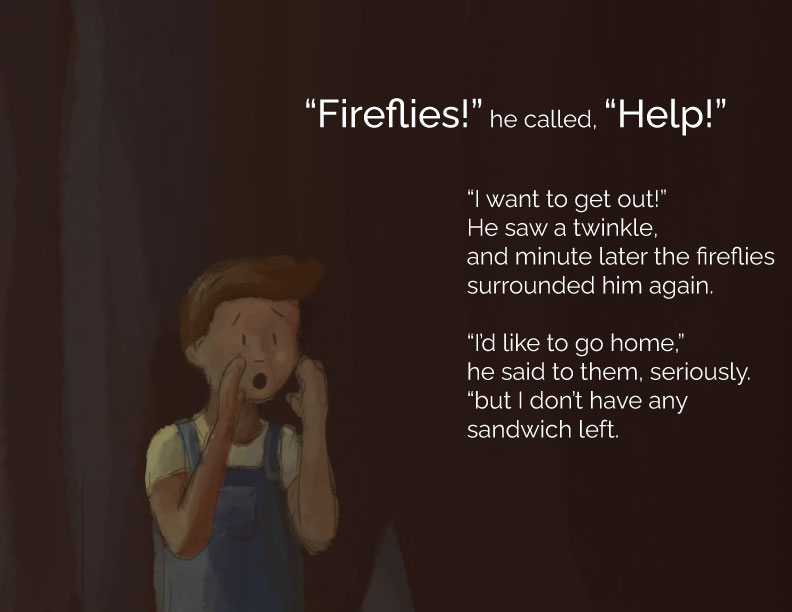 “Fireflies!” he called, “Help!”
“I want to get out!”
He saw a twinkle,
and minute later the fireflies
surrounded him again.
“I’d like to go home,”
he said to them, seriously.
“but I don’t have any
sandwich left.